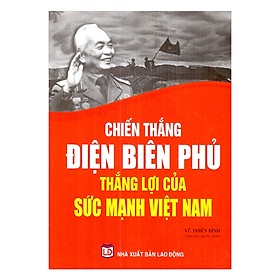 CHIẾN THẮNG
ĐIỆN BIÊN PHỦ
THẮNG LỢI CỦA
SỨC MẠNH VIỆT NAM
VŨ THIÊN BÌNH
NHÀ XUẤT BẢN LAO ĐỘNG